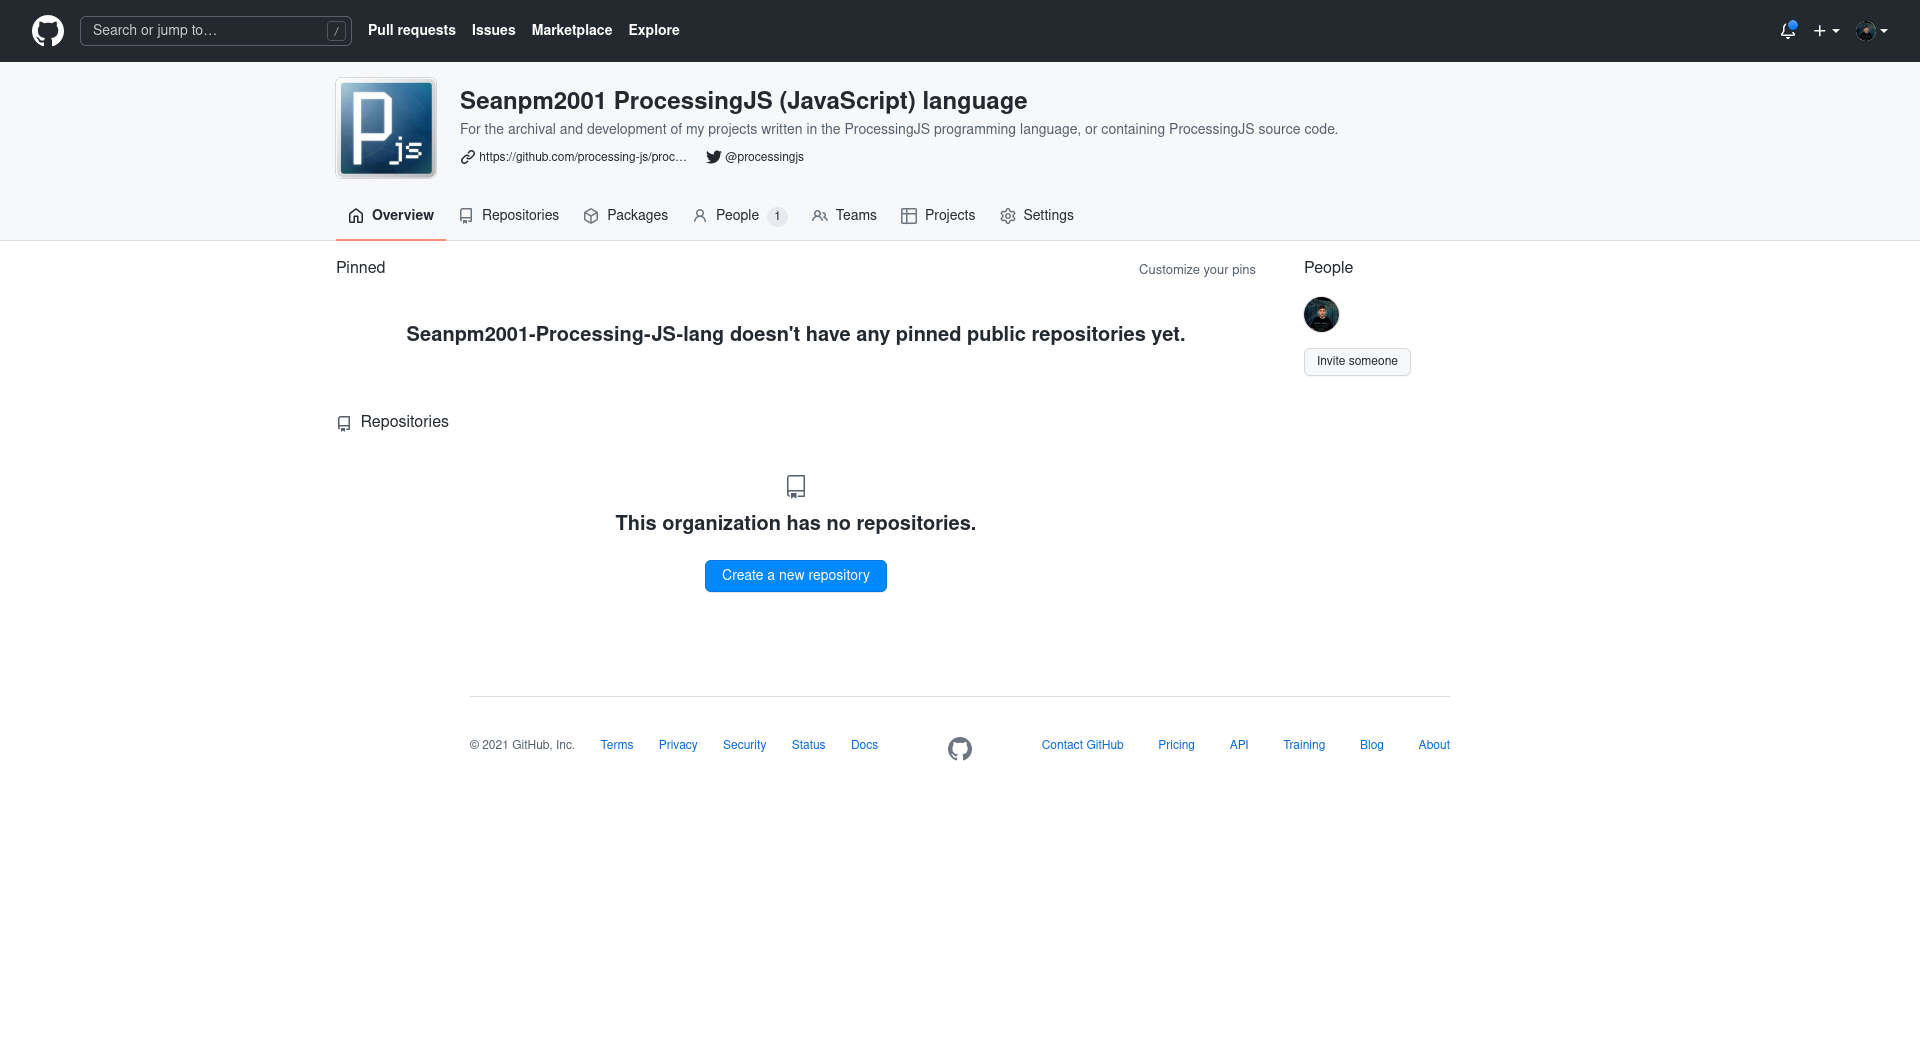 Search or jump to… /
Pull requests Issues Marketplace Explore
P
js
Seanpm2001 ProcessingJS (JavaScript) language
For the archival and development of my projects written in the ProcessingJS programming language, or containing ProcessingJS source code.
https://github.com/processing-js/proc… @processingjs
Overview Repositories Packages People 1 Teams Projects Settings
Pinned Customize your pins People
Seanpm2001-Processing-JS-lang doesn't have any pinned public repositories yet.
Invite someone
Repositories
This organization has no repositories.
Create a new repository
© 2021 GitHub, Inc. Terms Privacy Security Status Docs Contact GitHub Pricing API Training Blog About